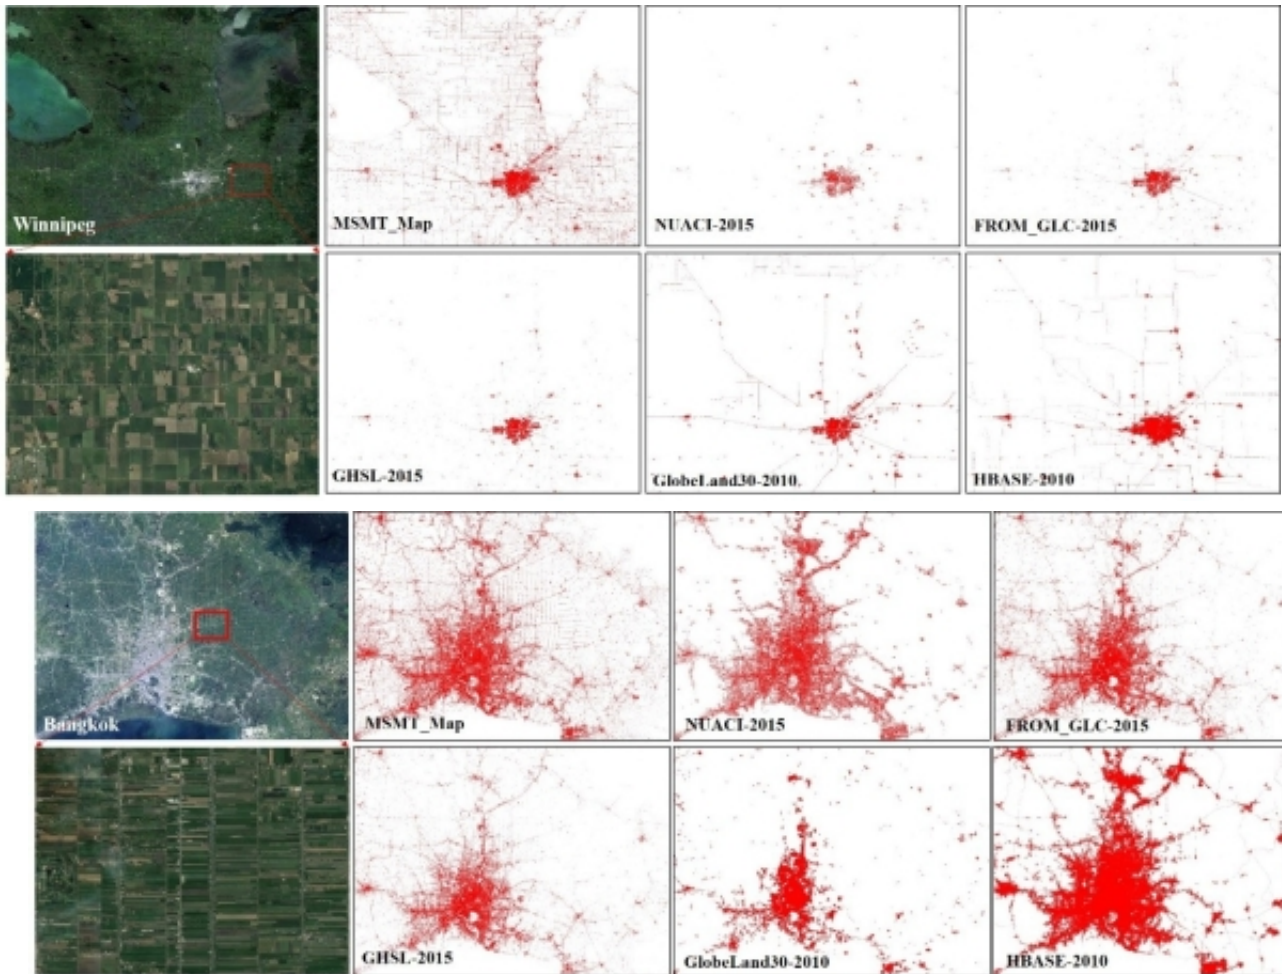 Winnipeg
MSMT_Map
NUACI-2015
FROM_GLC-2015
GHSL-2015
GlobeLand30-2010.
HBASE-2010
Bangkok
MSMT_Map
NUACI-2015
FROM_GLC-2015
GHSL-2015
GlobeLand30-2010
HBASE-2010